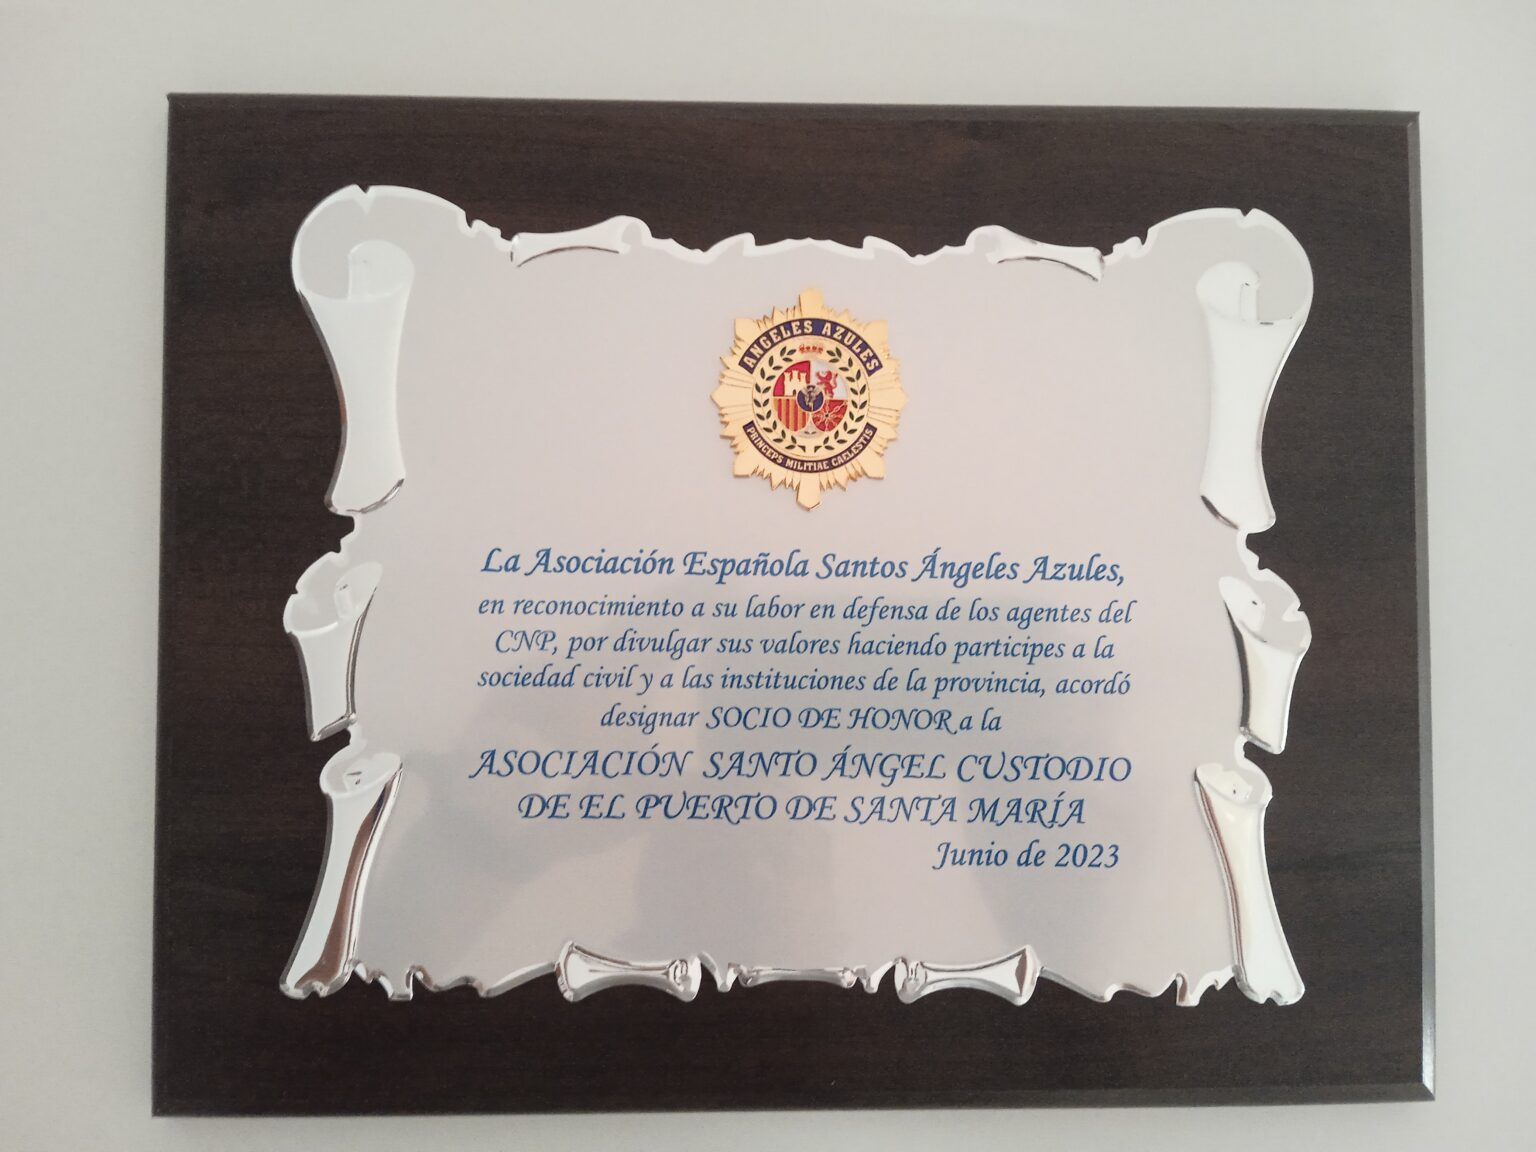 ANGELES AZULES
PRINCEPS MILITIAE CAELESTIS
La Asociación Española Santos Ángeles Azules,
en reconocimiento a su labor en defensa de los agentes del
CNP, por divulgar sus valores haciendo participes a la
sociedad civil y a las instituciones de la provincia, acordó
designar SOCIO DE HONOR a la
ASOCIACIÓN SANTO ÁNGEL CUSTODIO
DE EL PUERTO DE SANTA MARÍA
Junio de 2023